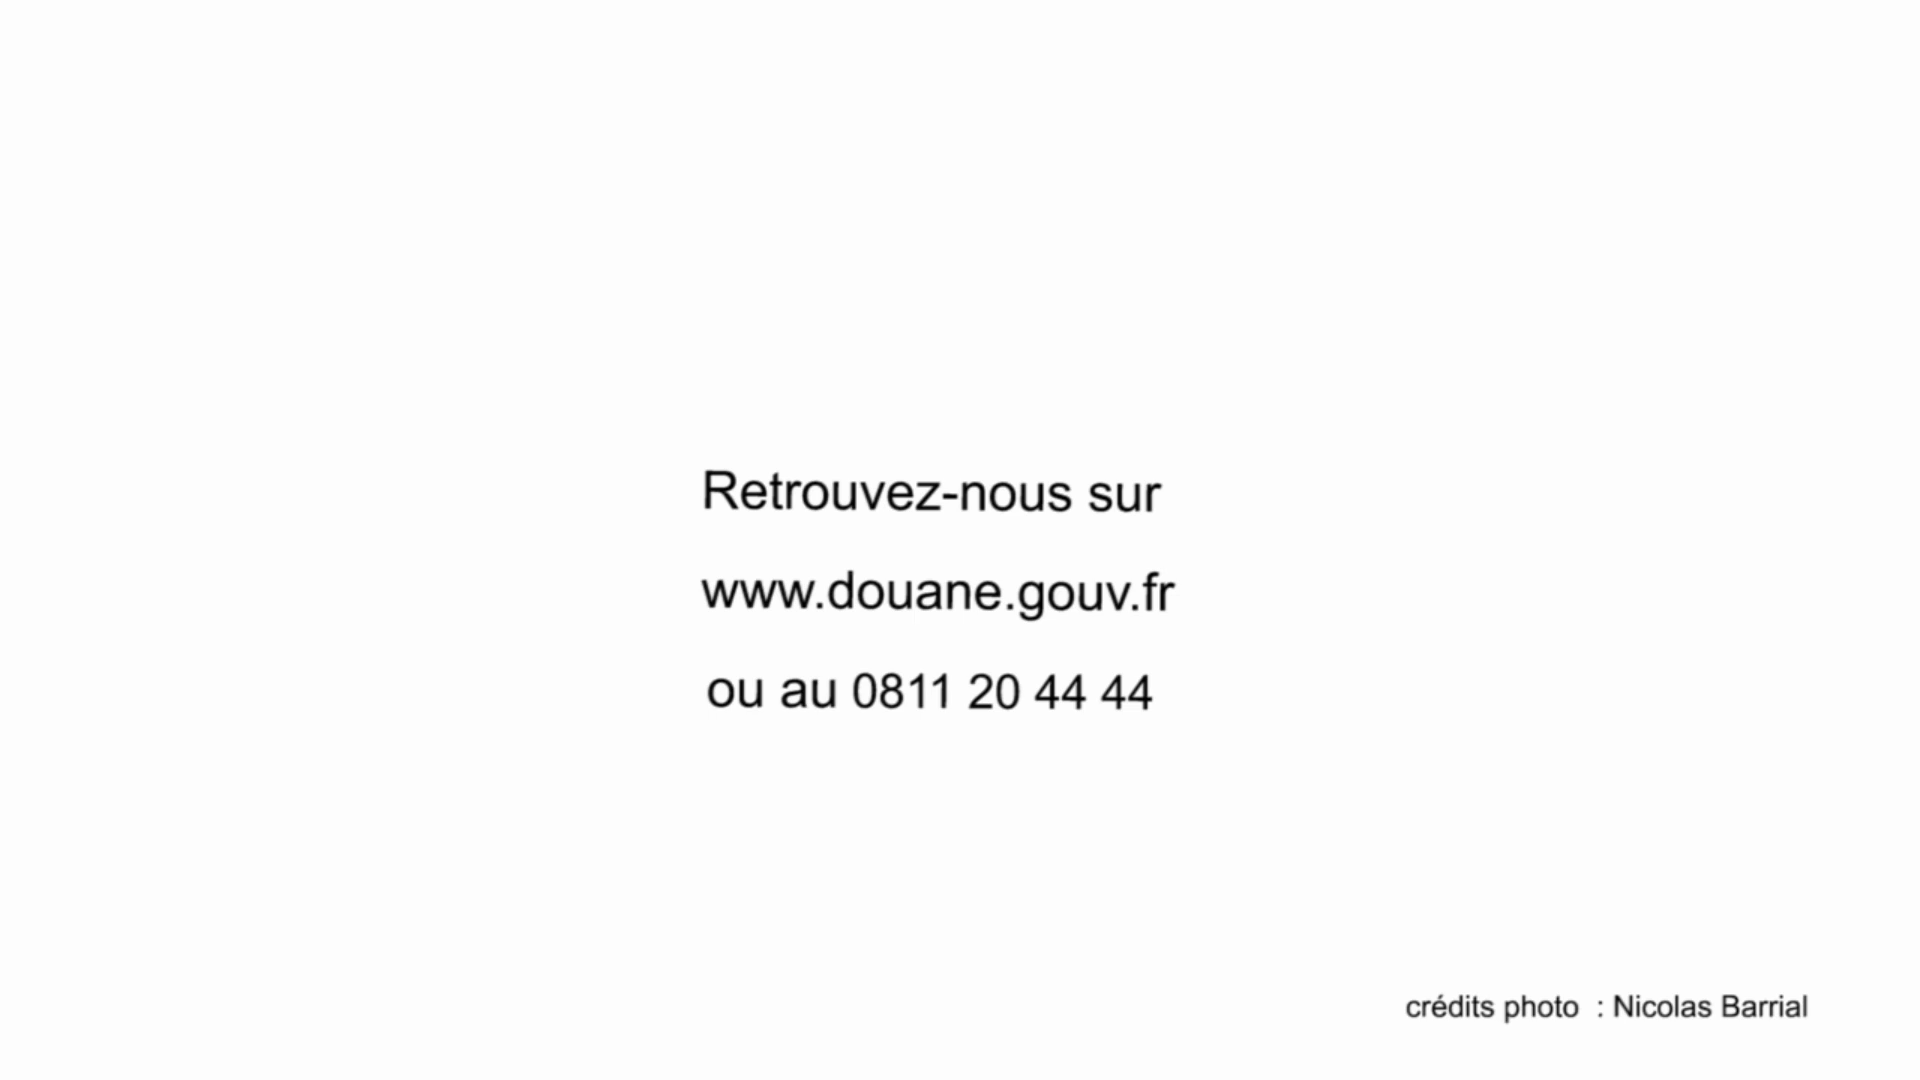 Retrouvez-nous sur
www.douane.gouv.fr
ou au 0811 20 44 44
crédits photo : Nicolas Barrial